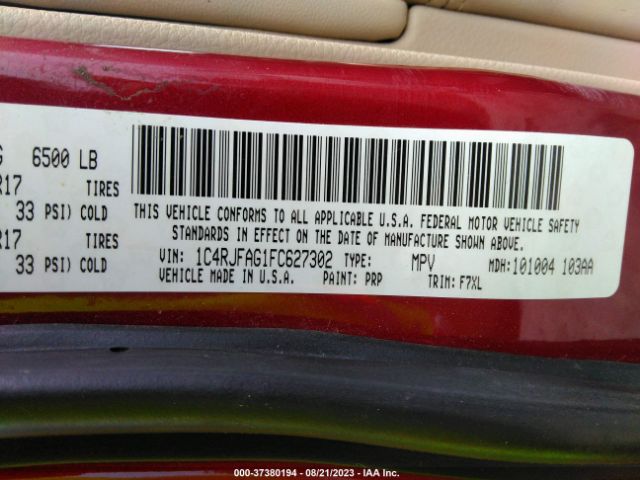 G 6500 LB
R17 TIRES
33 PSI) COLD
R17 TIRES
33 PSI) COLD
THIS VEHICLE CONFORMS TO ALL APPLICABLE U.S.A. FEDERAL MOTOR VEHICLE SAFETY
STANDARDS IN EFFECT ON THE DATE OF MANUFACTURE SHOWN ABOVE.
VIN: 1C4RJFAG1FC627302 TYPE: MPV MDH:101004 103AA
VEHICLE MADE IN U.S.A. PAINT: PRP TRIM: F7XL
000-37380194 - 08/21/2023 - IAA Inc.